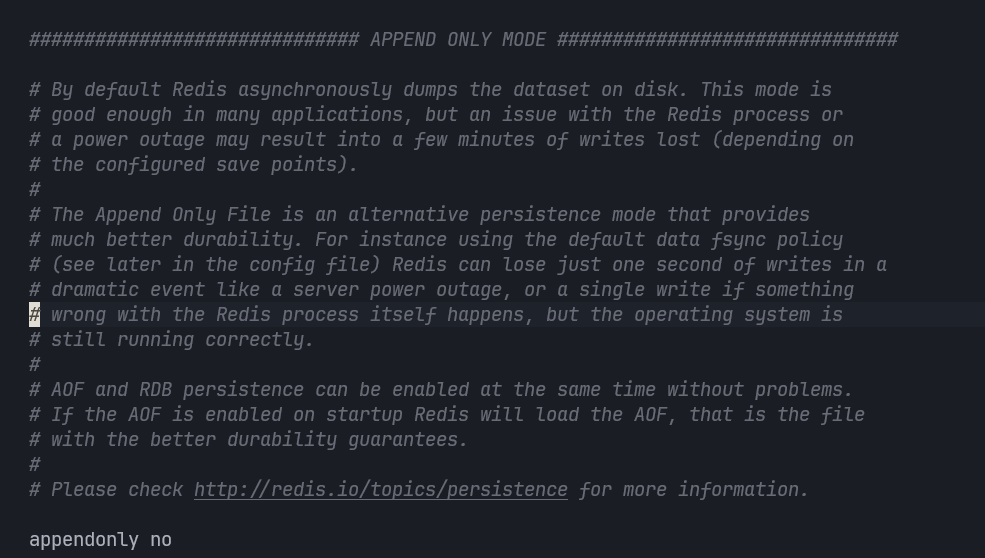 ############################## APPEND ONLY MODE ###############################
# By default Redis asynchronously dumps the dataset on disk. This mode is
# good enough in many applications, but an issue with the Redis process or
# a power outage may result into a few minutes of writes lost (depending on
# the configured save points).
#
# The Append Only File is an alternative persistence mode that provides
# much better durability. For instance using the default data fsync policy
# (see later in the config file) Redis can lose just one second of writes in a
# dramatic event like a server power outage, or a single write if something
# wrong with the Redis process itself happens, but the operating system is
# still running correctly.
#
# AOF and RDB persistence can be enabled at the same time without problems.
# If the AOF is enabled on startup Redis will load the AOF, that is the file
# with the better durability guarantees.
#
# Please check http://redis.io/topics/persistence for more information.
appendonly no